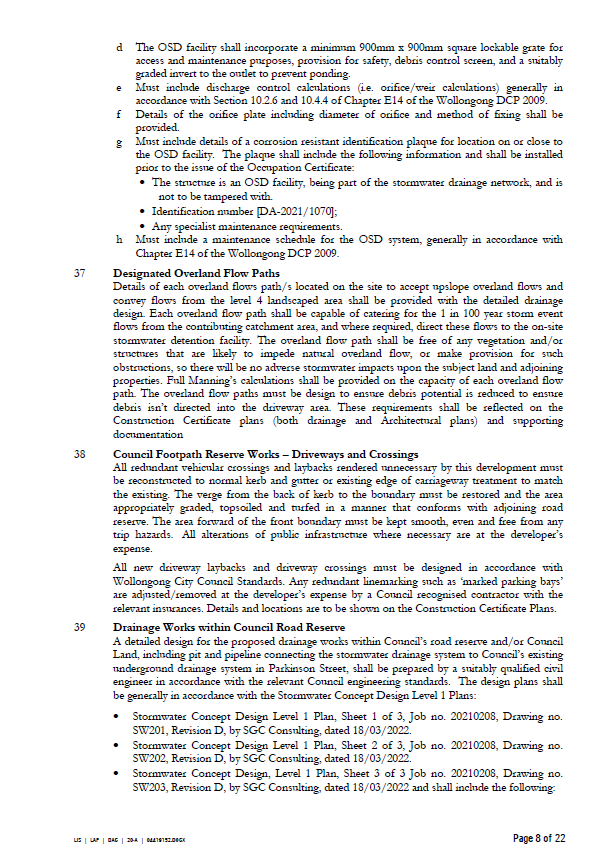 d The OSD facility shall incorporate a minimum 900mm x 900mm square lockable grate for
access and maintenance purposes, provision for safety, debris control screen, and a suitably
graded invert to the outlet to prevent ponding.
e Must include discharge control calculations (i.e. orifice/weir calculations) generally in
accordance with Section 10.2.6 and 10.4.4 of Chapter E14 of the Wollongong DCP 2009.
f Details of the orifice plate including diameter of orifice and method of fixing shall be
provided.
g Must include details of a corrosion resistant identification plaque for location on or close to
the OSD facility. The plaque shall include the following information and shall be installed
prior to the issue of the Occupation Certificate:
• The structure is an OSD facility, being part of the stormwater drainage network, and is
not to be tampered with.
• Identification number [DA-2021/1070];
• Any specialist maintenance requirements.
h Must include a maintenance schedule for the OSD system, generally in accordance with
Chapter E14 of the Wollongong DCP 2009.
37 Designated Overland Flow Paths
Details of each overland flows path/s located on the site to accept upslope overland flows and
convey flows from the level 4 landscaped area shall be provided with the detailed drainage
design. Each overland flow path shall be capable of catering for the 1 in 100 year storm event
flows from the contributing catchment area, and where required, direct these flows to the on-site
stormwater detention facility. The overland flow path shall be free of any vegetation and/or
structures that are likely to impede natural overland flow, or make provision for such
obstructions, so there will be no adverse stormwater impacts upon the subject land and adjoining
properties. Full Manning's calculations shall be provided on the capacity of each overland flow
path. The overland flow paths must be design to ensure debris potential is reduced to ensure
debris isn't directed into the driveway area. These requirements shall be reflected on the
Construction Certificate plans (both drainage and Architectural plans) and supporting
documentation
38 Council Footpath Reserve Works – Driveways and Crossings
All redundant vehicular crossings and laybacks rendered unnecessary by this development must
be reconstructed to normal kerb and gutter or existing edge of carriageway treatment to match
the existing. The verge from the back of kerb to the boundary must be restored and the area
appropriately graded, topsoiled and turfed in a manner that conforms with adjoining road
reserve. The area forward of the front boundary must be kept smooth, even and free from any
trip hazards. All alterations of public infrastructure where necessary are at the developer's
expense.
All new driveway laybacks and driveway crossings must be designed in accordance with
Wollongong City Council Standards. Any redundant linemarking such as 'marked parking bays'
are adjusted/removed at the developer's expense by a Council recognised contractor with the
relevant insurances. Details and locations are to be shown on the Construction Certificate Plans.
39 Drainage Works within Council Road Reserve
A detailed design for the proposed drainage works within Council's road reserve and/or Council
Land, including pit and pipeline connecting the stormwater drainage system to Council's existing
underground drainage system in Parkinson Street, shall be prepared by a suitably qualified civil
engineer in accordance with the relevant Council engineering standards. The design plans shall
be generally in accordance with the Stormwater Concept Design Level 1 Plans:
• Stormwater Concept Design Level 1 Plan, Sheet 1 of 3, Job no. 20210208, Drawing no.
SW201, Revision D, by SGC Consulting, dated 18/03/2022.
• Stormwater Concept Design Level 1 Plan, Sheet 2 of 3, Job no. 20210208, Drawing no.
SW202, Revision D, by SGC Consulting, dated 18/03/2022.
• Stormwater Concept Design, Level 1 Plan, Sheet 3 of 3 Job no. 20210208, Drawing no.
SW203, Revision D, by SGC Consulting, dated 18/03/2022 and shall include the following:
LIS | LAP | DAG | 20-A | 04419152.DOCX Page 8 of 22